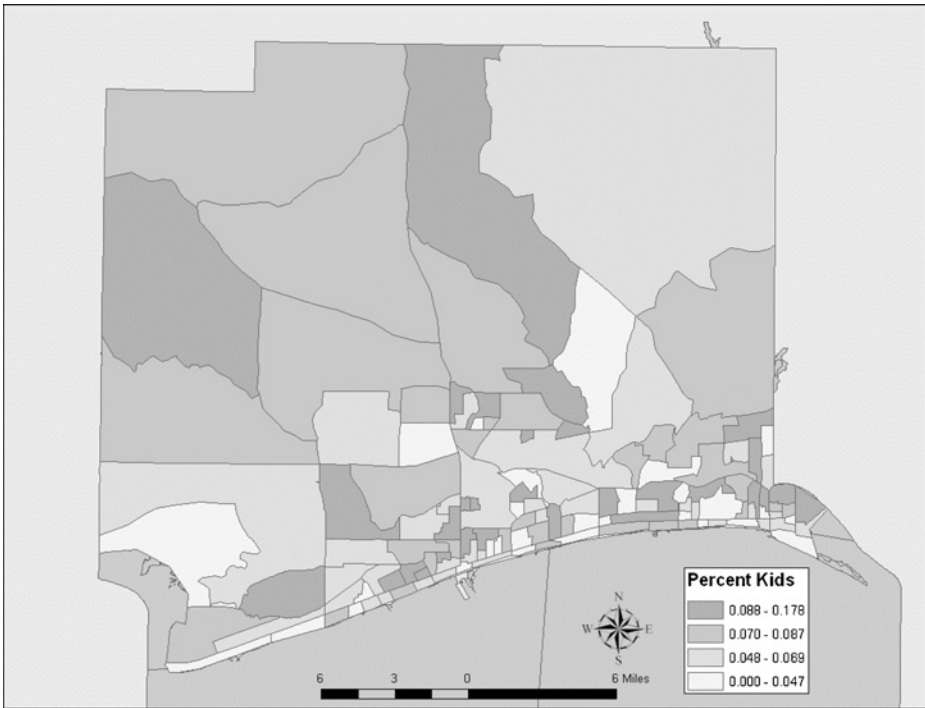 Percent Kids
0.088 - 0.178
0.070 - 0.087
0.048 - 0.069
0.000 - 0.047
N
W E
S
6 3 0 6 Miles